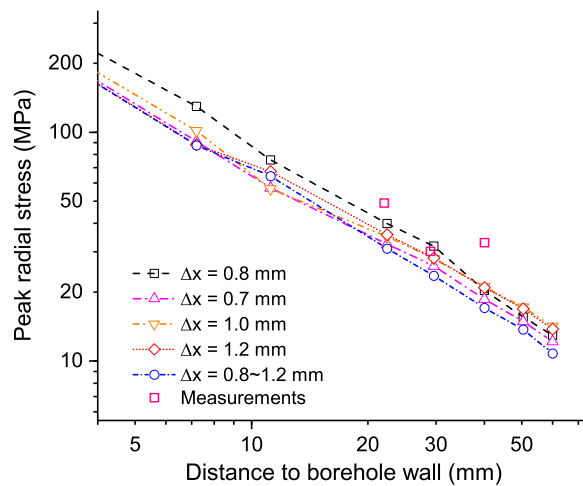 200
100
50
20
10
Peak radial stress (MPa)
Δx = 0.8 mm
Δx = 0.7 mm
Δx = 1.0 mm
Δx = 1.2 mm
Δx = 0.8~1.2 mm
Measurements
5 10 20 30 50
Distance to borehole wall (mm)